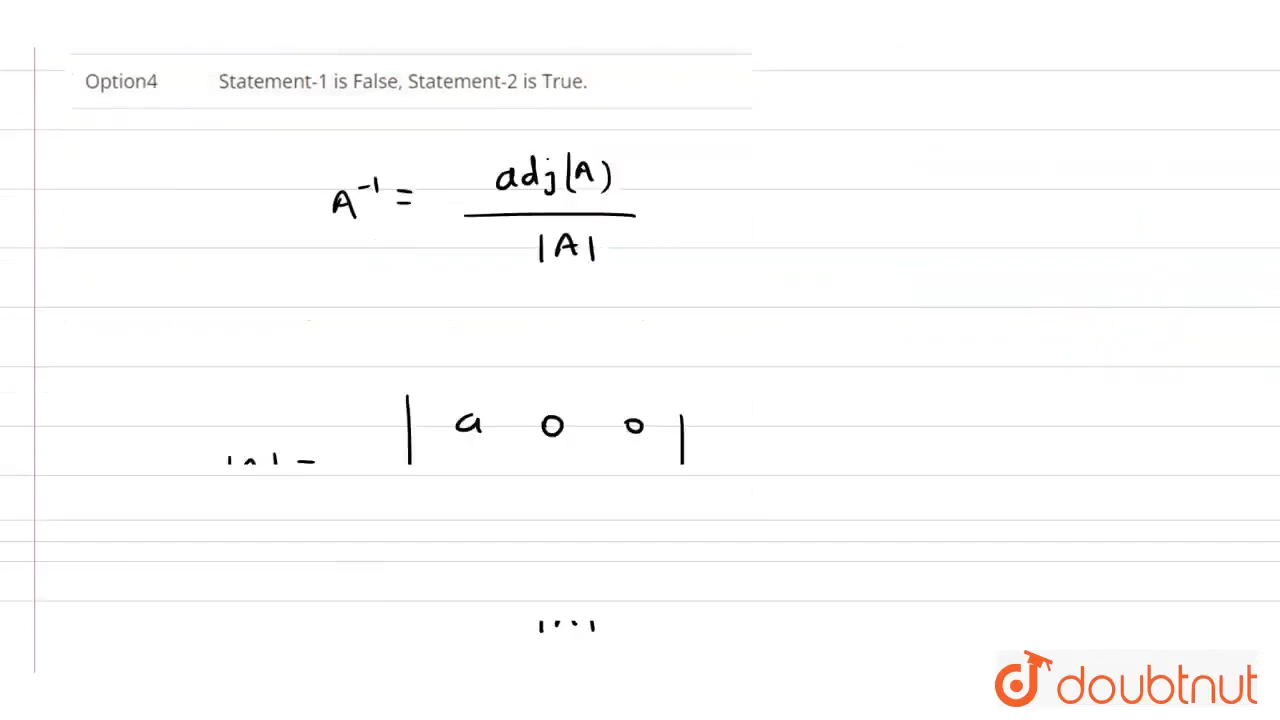 Option4 Statement-1 is False, Statement-2 is True.
A⁻¹ = adj(A)
|A|
| a 0 0 |
doubtnut